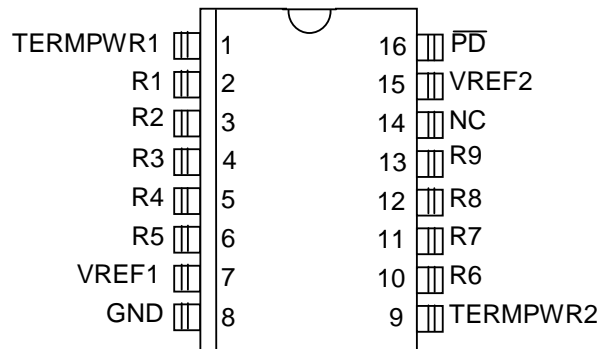 TERMPWR1 1 16 PD
R1 2 15 VREF2
R2 3 14 NC
R3 4 13 R9
R4 5 12 R8
R5 6 11 R7
VREF1 7 10 R6
GND 8 9 TERMPWR2